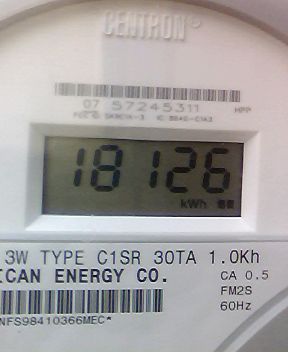 CENTRON®
07 57245311 HPP
18126
kWh
3W TYPE C1SR 30TA 1.0Kh
ICAN ENERGY CO. CA 0.5
FM2S
NFS98410366MEC* 60Hz